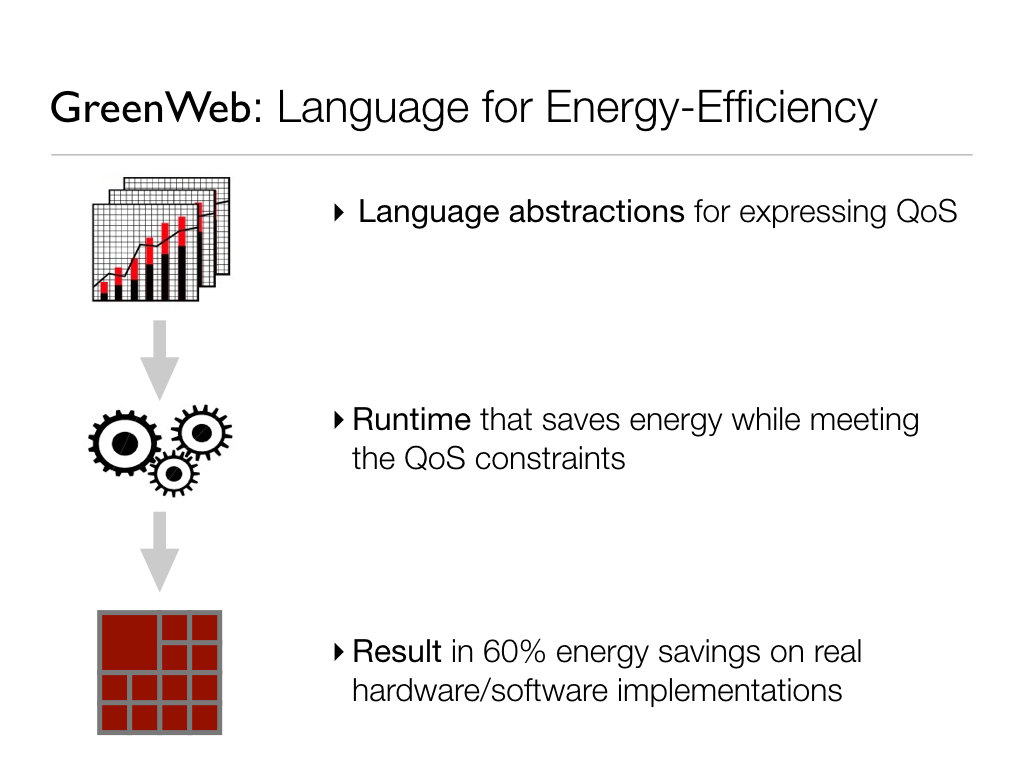 GreenWeb: Language for Energy-Efficiency
‣ Language abstractions for expressing QoS
‣ Runtime that saves energy while meeting
the QoS constraints
‣ Result in 60% energy savings on real
hardware/software implementations